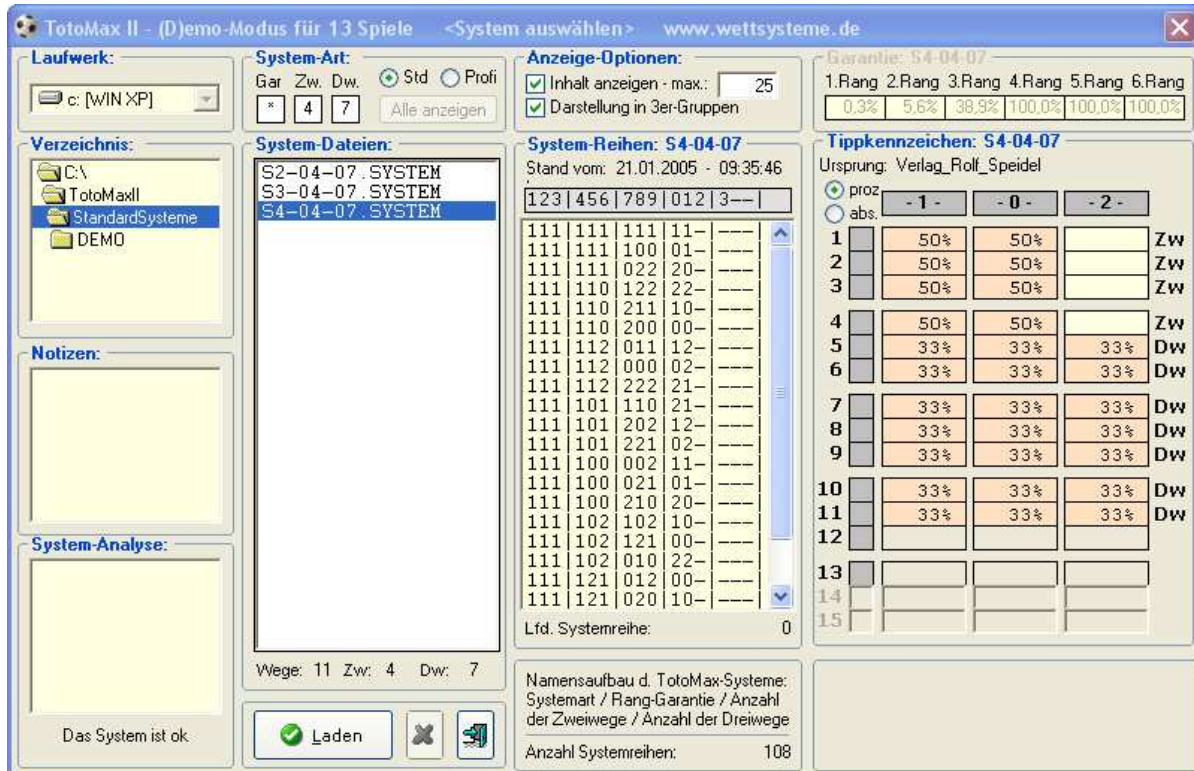 TotoMax II - (D)emo-Modus für 13 Spiele <System auswählen> www.wettsysteme.de
Laufwerk:
c: [WIN XP]
Verzeichnis:
C:\
TotoMaxII
StandardSysteme
DEMO
Notizen:
System-Analyse:
Das System ist ok
System-Art:
Gar Zw. Dw. Std Profi
* 4 7 Alle anzeigen
System-Dateien:
S2-04-07.SYSTEM
S3-04-07.SYSTEM
S4-04-07.SYSTEM
Wege: 11 Zw: 4 Dw: 7
Laden
Anzeige-Optionen:
Inhalt anzeigen - max.: 25
Darstellung in 3er-Gruppen
System-Reihen: S4-04-07
Stand vom: 21.01.2005 - 09:35:46
123|456|789|012|3--|
111|111|111|11-|---|
111|111|100|01-|---|
111|111|022|20-|---|
111|110|122|22-|---|
111|110|211|10-|---|
111|110|200|00-|---|
111|112|011|12-|---|
111|112|000|02-|---|
111|112|222|21-|---|
111|101|110|21-|---|
111|101|202|12-|---|
111|101|221|02-|---|
111|100|002|11-|---|
111|100|021|01-|---|
111|100|210|20-|---|
111|102|102|10-|---|
111|102|121|00-|---|
111|102|010|22-|---|
111|121|012|00-|---|
111|121|020|10-|---|
Lfd. Systemreihe: 0
Namensaufbau d. TotoMax-Systeme:
Systemart / Rang-Garantie / Anzahl
der Zweiwege / Anzahl der Dreiwege
Anzahl Systemreihen: 108
Garantie: S4-04-07
1.Rang 2.Rang 3.Rang 4.Rang 5.Rang 6.Rang
0,3% 5,6% 38,9% 100,0% 100,0% 100,0%
Tippkennzeichen: S4-04-07
Ursprung: Verlag_Rolf_Speidel
proz
abs.
- 1 - - 0 - - 2 -
1 50% 50% Zw
2 50% 50% Zw
3 50% 50% Zw
4 50% 50% Zw
5 33% 33% 33% Dw
6 33% 33% 33% Dw
7 33% 33% 33% Dw
8 33% 33% 33% Dw
9 33% 33% 33% Dw
10 33% 33% 33% Dw
11 33% 33% 33% Dw
12
13
14
15